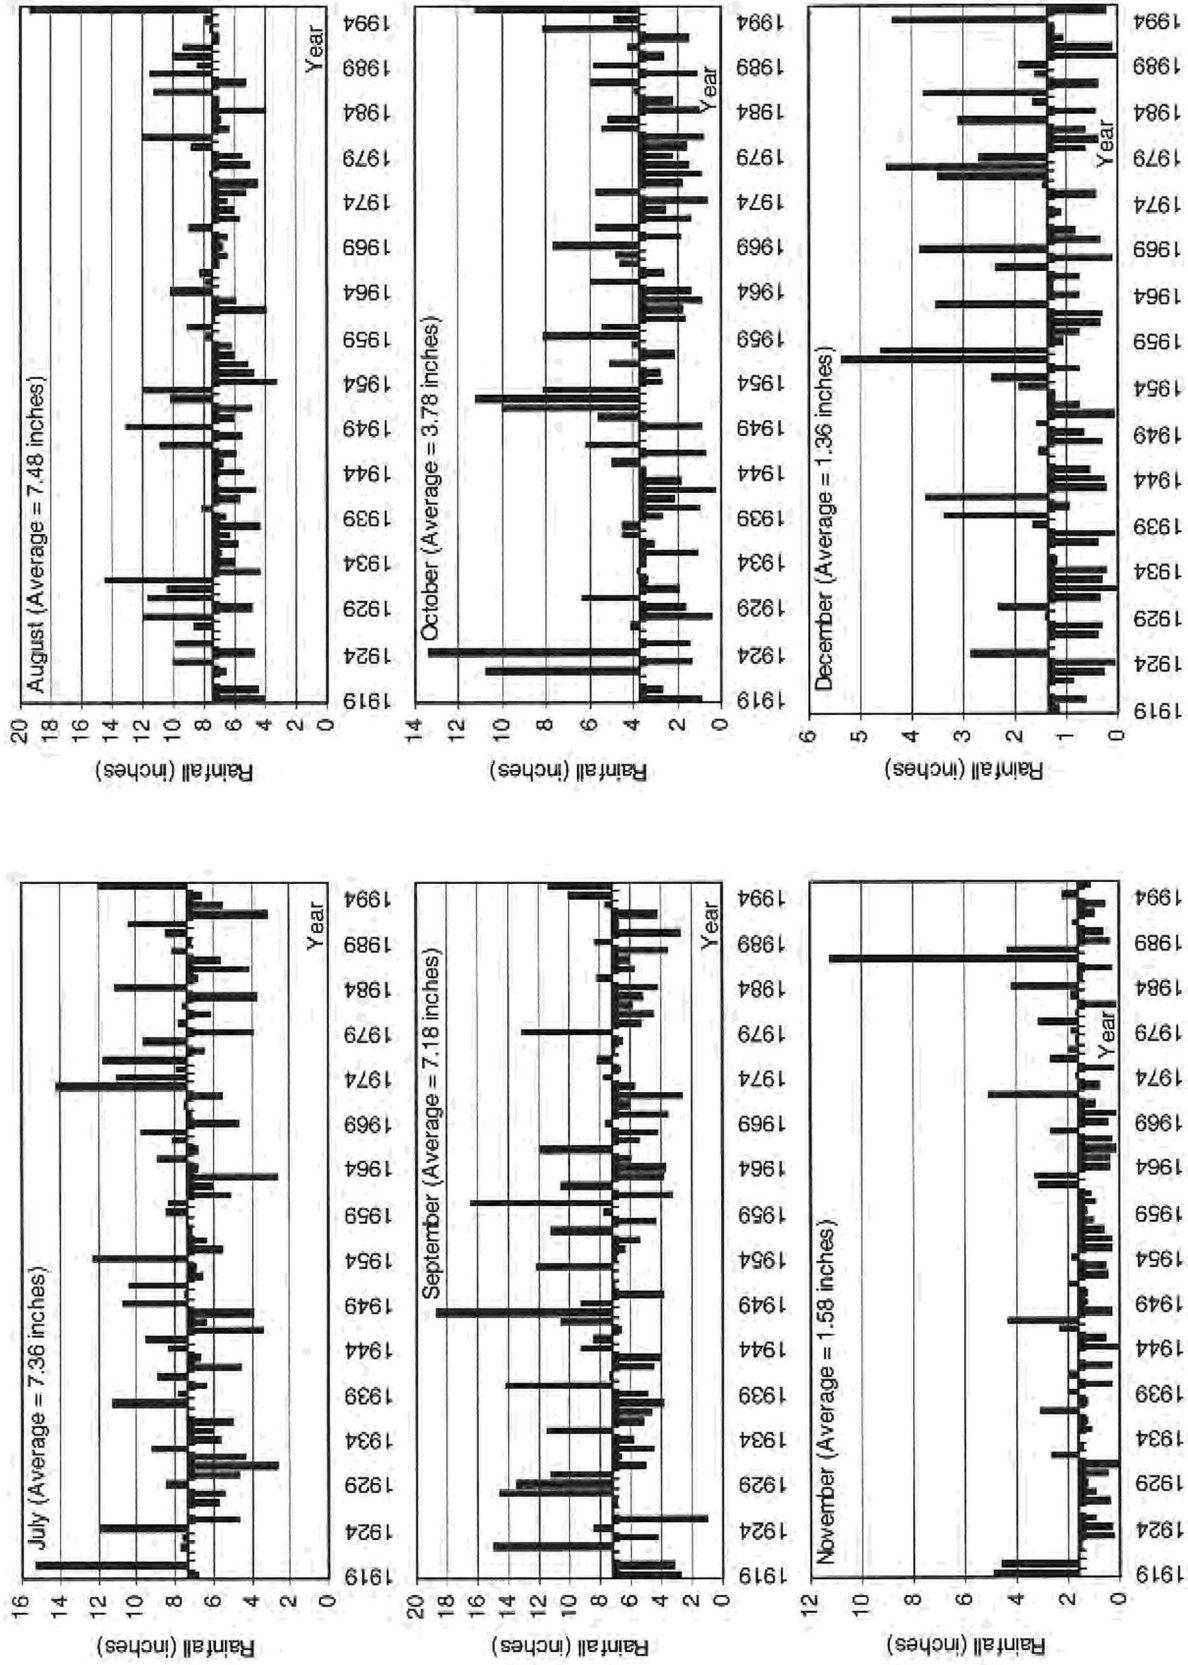 July (Average = 7.36 inches)
Rainfall (inches)
16
14
12
10
8
6
4
2
0
Year
1919 1924 1929 1934 1939 1944 1949 1954 1959 1964 1969 1974 1979 1984 1989 1994
August (Average = 7.48 inches)
Rainfall (inches)
20
18
16
14
12
10
8
6
4
2
0
Year
1919 1924 1929 1934 1939 1944 1949 1954 1959 1964 1969 1974 1979 1984 1989 1994
September (Average = 7.18 inches)
Rainfall (inches)
20
18
16
14
12
10
8
6
4
2
0
Year
1919 1924 1929 1934 1939 1944 1949 1954 1959 1964 1969 1974 1979 1984 1989 1994
October (Average = 3.78 inches)
Rainfall (inches)
14
12
10
8
6
4
2
0
Year
1919 1924 1929 1934 1939 1944 1949 1954 1959 1964 1969 1974 1979 1984 1989 1994
November (Average = 1.58 inches)
Rainfall (inches)
12
10
8
6
4
2
0
Year
1919 1924 1929 1934 1939 1944 1949 1954 1959 1964 1969 1974 1979 1984 1989 1994
December (Average = 1.36 inches)
Rainfall (inches)
6
5
4
3
2
1
0
Year
1919 1924 1929 1934 1939 1944 1949 1954 1959 1964 1969 1974 1979 1984 1989 1994